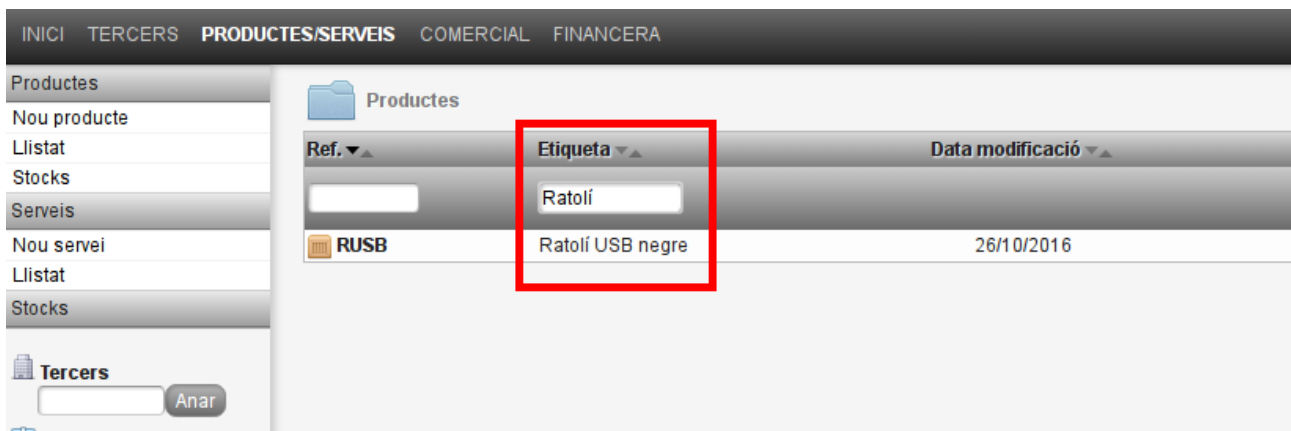 INICI TERCERS PRODUCTES/SERVEIS COMERCIAL FINANCERA
Productes
Nou producte
Llistat
Stocks
Serveis
Nou servei
Llistat
Stocks
Tercers
Anar
Productes
Ref. Etiqueta Data modificació
Ratolí
RUSB Ratolí USB negre 26/10/2016